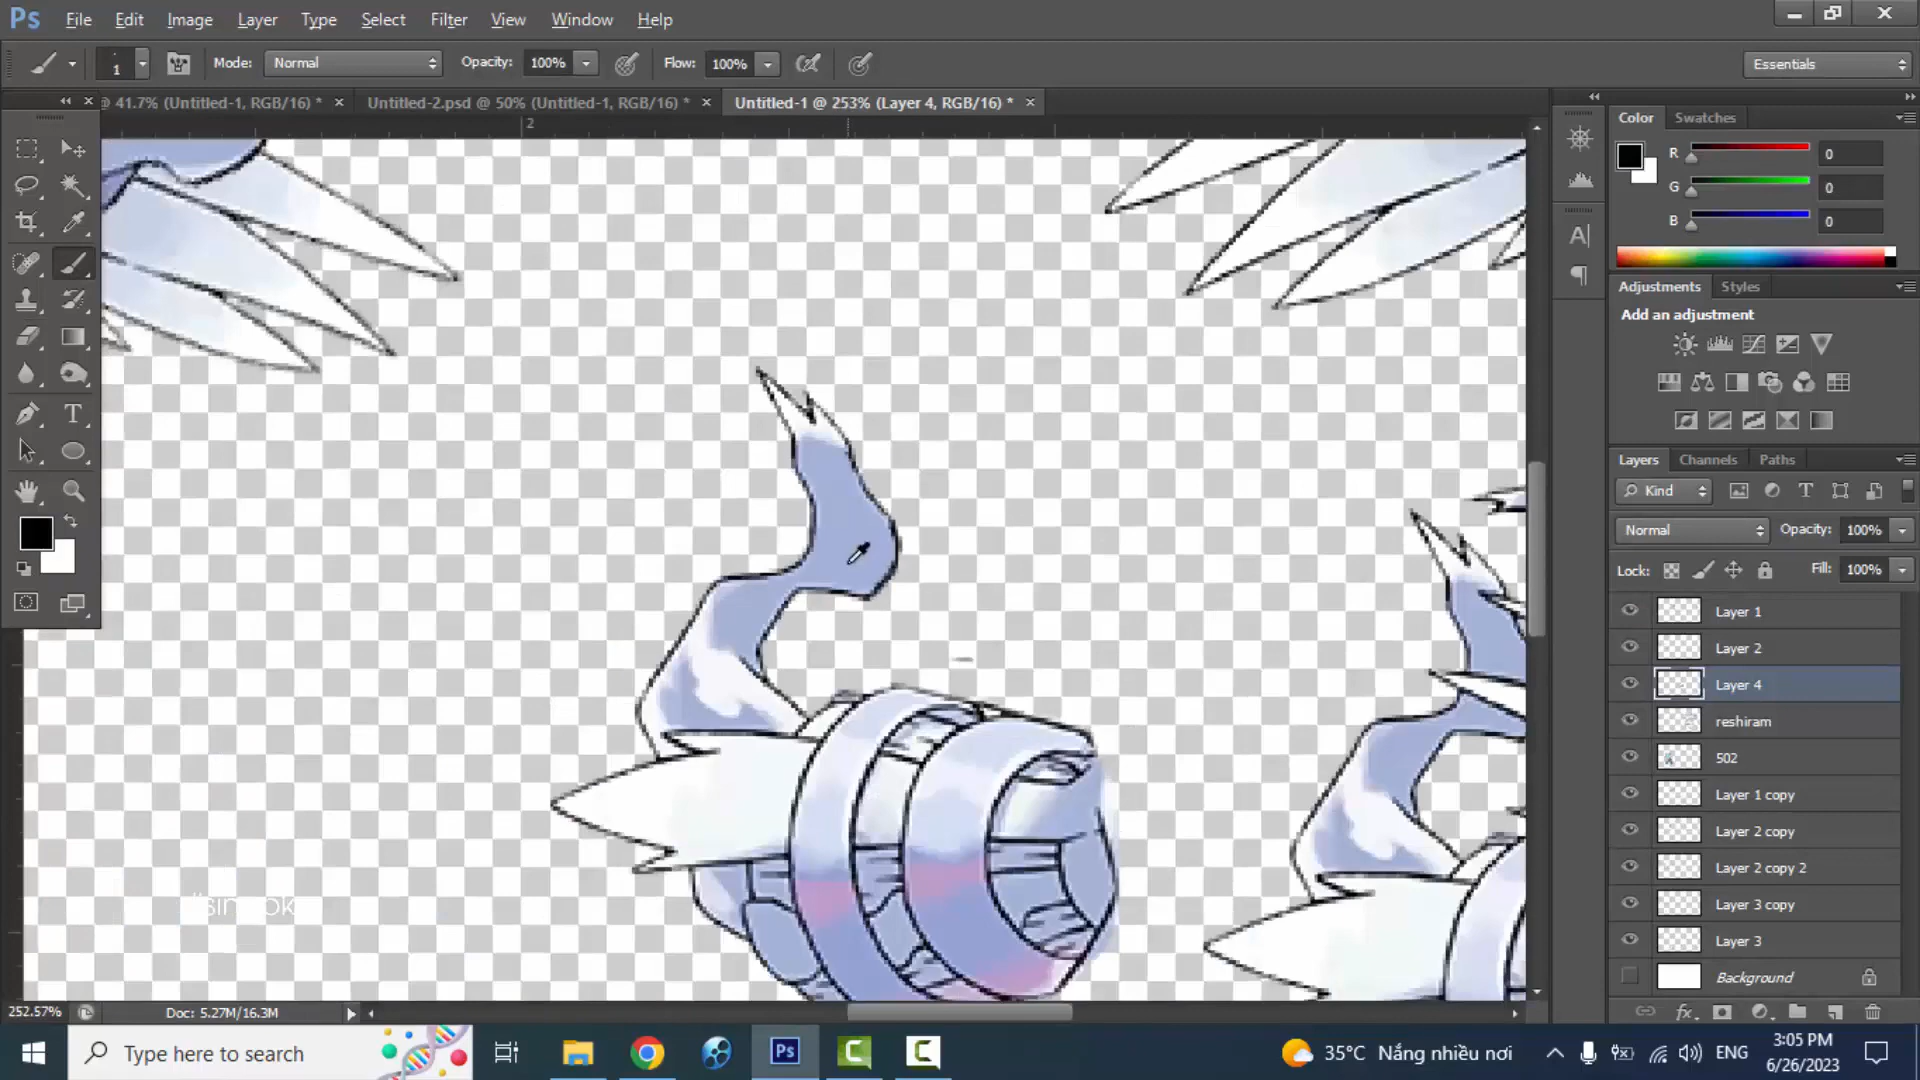 Ps File Edit Image Layer Type Select Filter View Window Help
1 Mode: Normal Opacity: 100% Flow: 100% Essentials
@ 41.7% (Untitled-1, RGB/16) * Untitled-2.psd @ 50% (Untitled-1, RGB/16) * Untitled-1 @ 253% (Layer 4, RGB/16) *
2
Color Swatches
R 0
G 0
B 0
Adjustments Styles
Add an adjustment
Layers Channels Paths
Kind
Normal Opacity: 100%
Lock: Fill: 100%
Layer 1
Layer 2
Layer 4
reshiram
502
Layer 1 copy
Layer 2 copy
Layer 2 copy 2
Layer 3 copy
Layer 3
Background
252.57% Doc: 5.27M/16.3M
Type here to search
Ps
35°C Nắng nhiều nơi
ENG
3:05 PM
6/26/2023